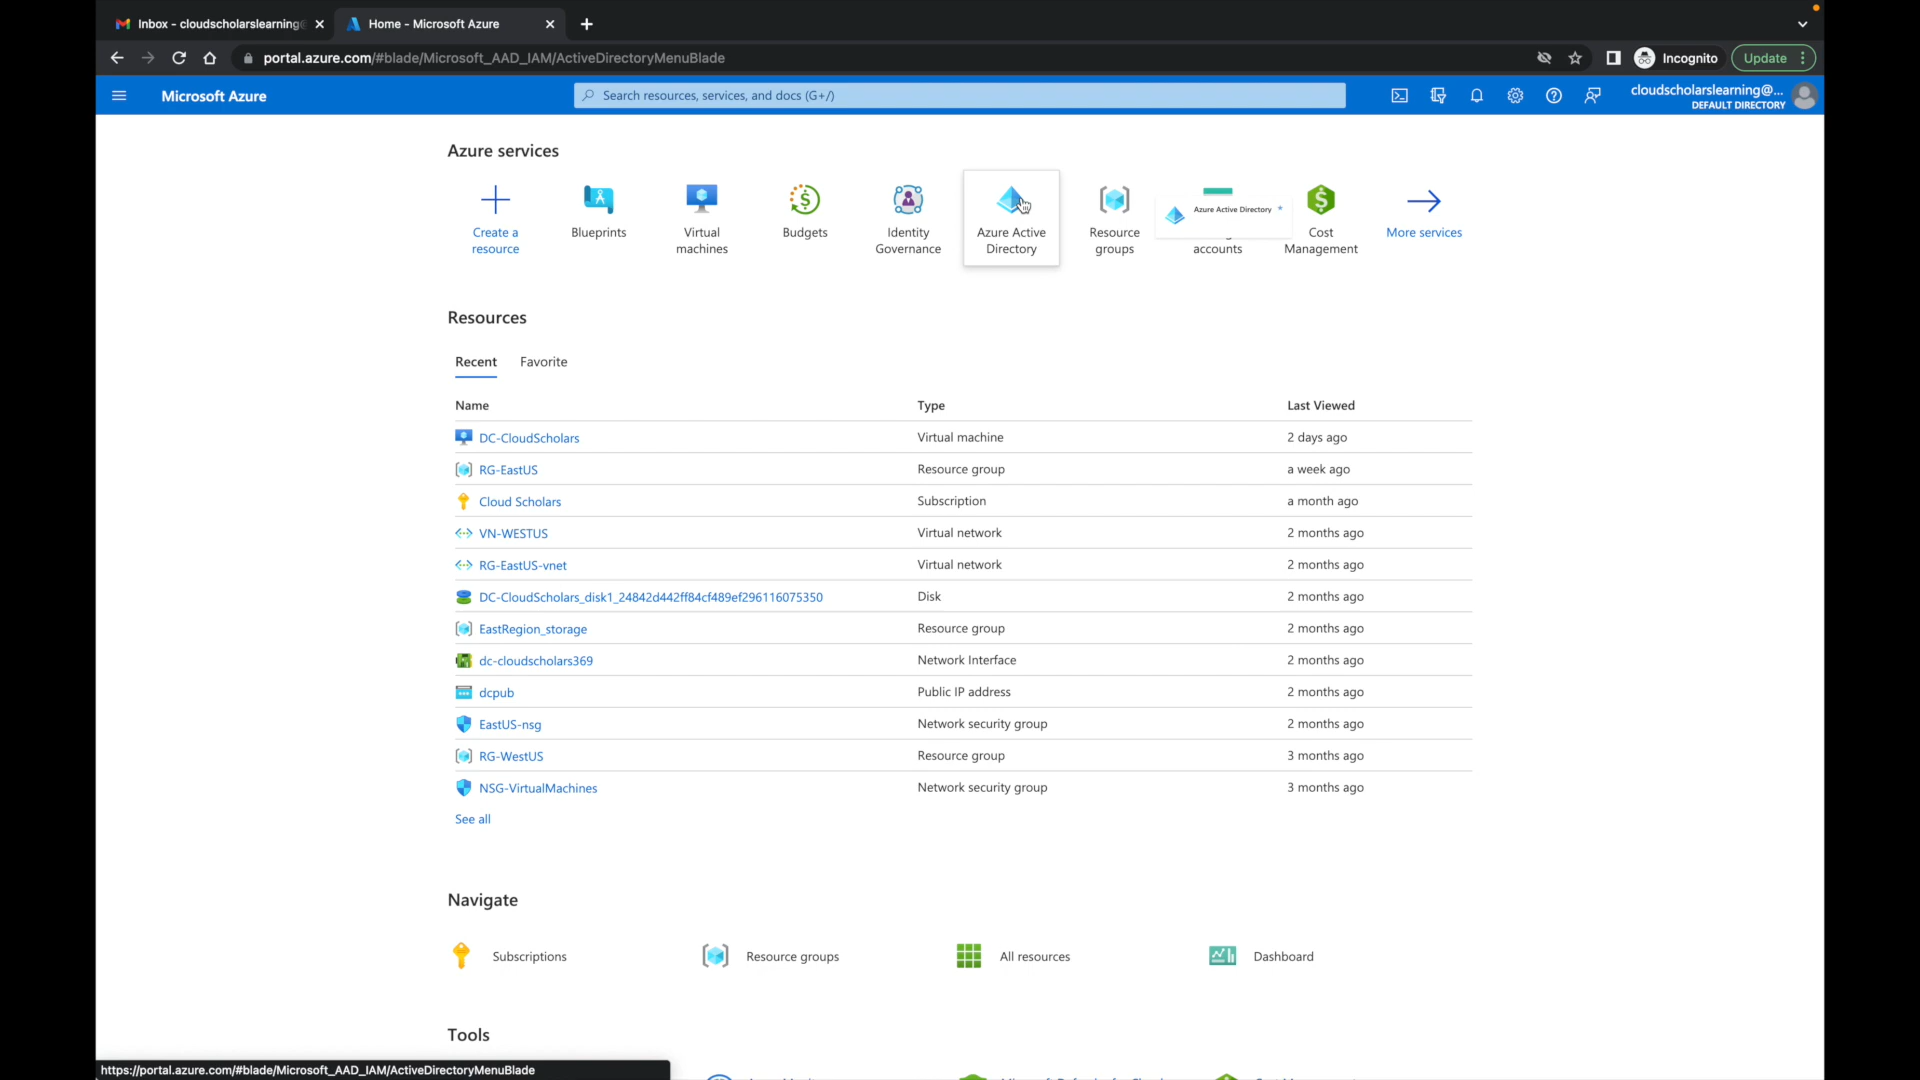 Inbox - cloudscholarslearning@
Home - Microsoft Azure
portal.azure.com/#blade/Microsoft_AAD_IAM/ActiveDirectoryMenuBlade
Incognito
Update
Microsoft Azure
Search resources, services, and docs (G+/)
cloudscholarslearning@...
DEFAULT DIRECTORY
Azure services
Create a resource
Blueprints
Virtual machines
Budgets
Identity Governance
Azure Active Directory
Resource groups
Azure Active Directory *
accounts
Cost Management
More services
Resources
Recent Favorite
Name Type Last Viewed
DC-CloudScholars Virtual machine 2 days ago
RG-EastUS Resource group a week ago
Cloud Scholars Subscription a month ago
VN-WESTUS Virtual network 2 months ago
RG-EastUS-vnet Virtual network 2 months ago
DC-CloudScholars_disk1_24842d442ff84cf489ef296116075350 Disk 2 months ago
EastRegion_storage Resource group 2 months ago
dc-cloudscholars369 Network Interface 2 months ago
dcpub Public IP address 2 months ago
EastUS-nsg Network security group 2 months ago
RG-WestUS Resource group 3 months ago
NSG-VirtualMachines Network security group 3 months ago
See all
Navigate
Subscriptions Resource groups All resources Dashboard
Tools
https://portal.azure.com/#blade/Microsoft_AAD_IAM/ActiveDirectoryMenuBlade